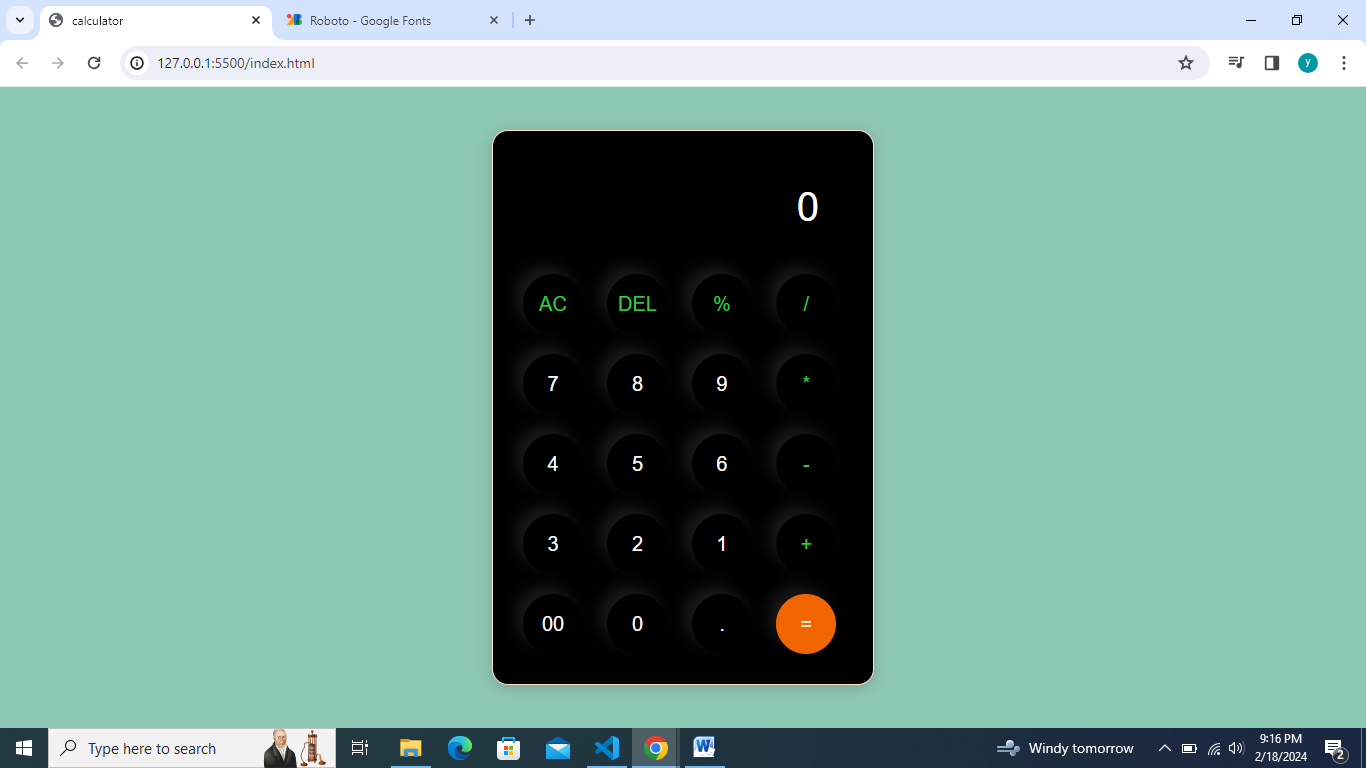 calculator
Roboto - Google Fonts
127.0.0.1:5500/index.html
y
0
AC DEL % /
7 8 9 *
4 5 6 -
3 2 1 +
00 0 . =
Type here to search
W
Windy tomorrow
9:16 PM
2/18/2024
2